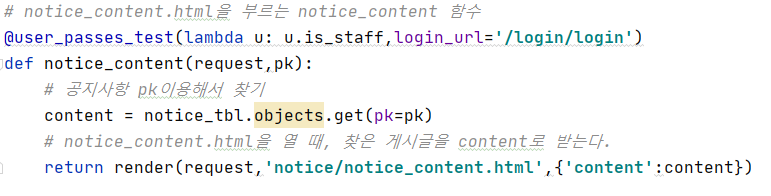 # notice_content.html을 부르는 notice_content 함수
@user_passes_test(lambda u: u.is_staff,login_url='/login/login')
def notice_content(request,pk):
    # 공지사항 pk이용해서 찾기
    content = notice_tbl.objects.get(pk=pk)
    # notice_content.html을 열 때, 찾은 게시글을 content로 받는다.
    return render(request,'notice/notice_content.html',{'content':content})